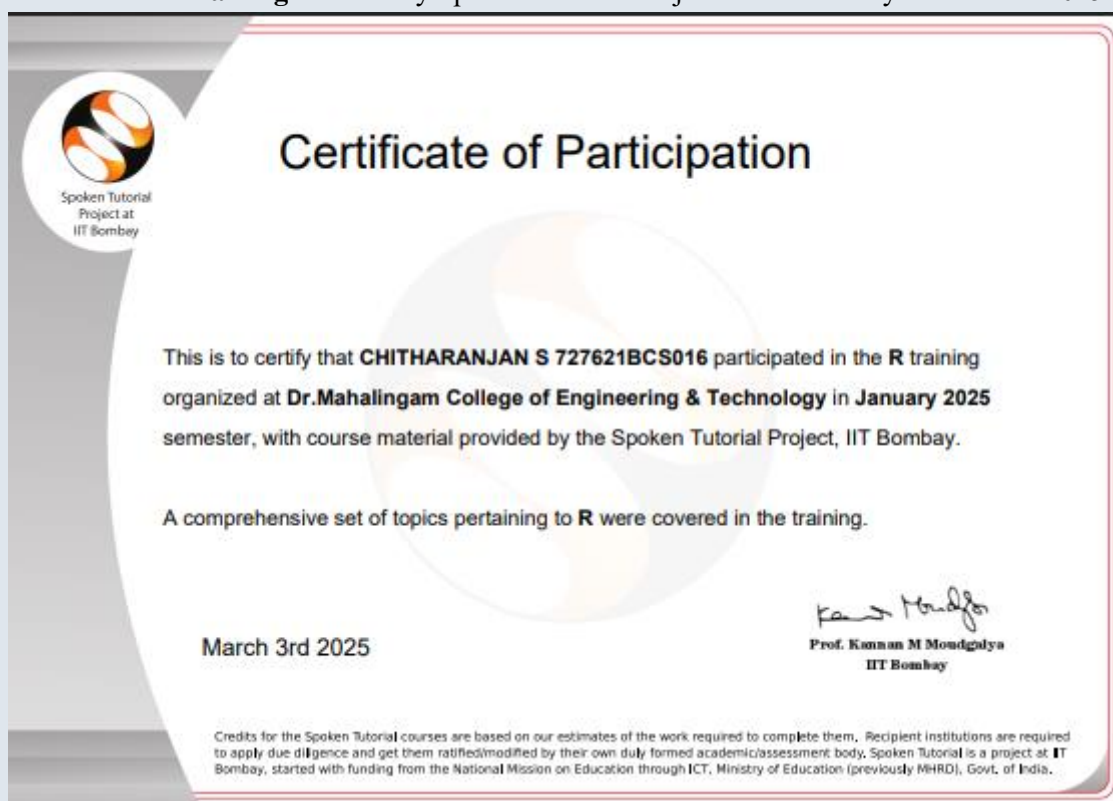 Spoken Tutorial
Project at
IIT Bombay
Certificate of Participation
This is to certify that CHITHARANJAN S 727621BCS016 participated in the R training
organized at Dr.Mahalingam College of Engineering & Technology in January 2025
semester, with course material provided by the Spoken Tutorial Project, IIT Bombay.
A comprehensive set of topics pertaining to R were covered in the training.
March 3rd 2025
Prof. Kannan M Moudgalya
IIT Bombay
Credits for the Spoken Tutorial courses are based on our estimates of the work required to complete them. Recipient institutions are required
to apply due diligence and get them ratified/modified by their own duly formed academic/assessment body. Spoken Tutorial is a project at IIT
Bombay, started with funding from the National Mission on Education through ICT, Ministry of Education (previously MHRD), Govt. of India.